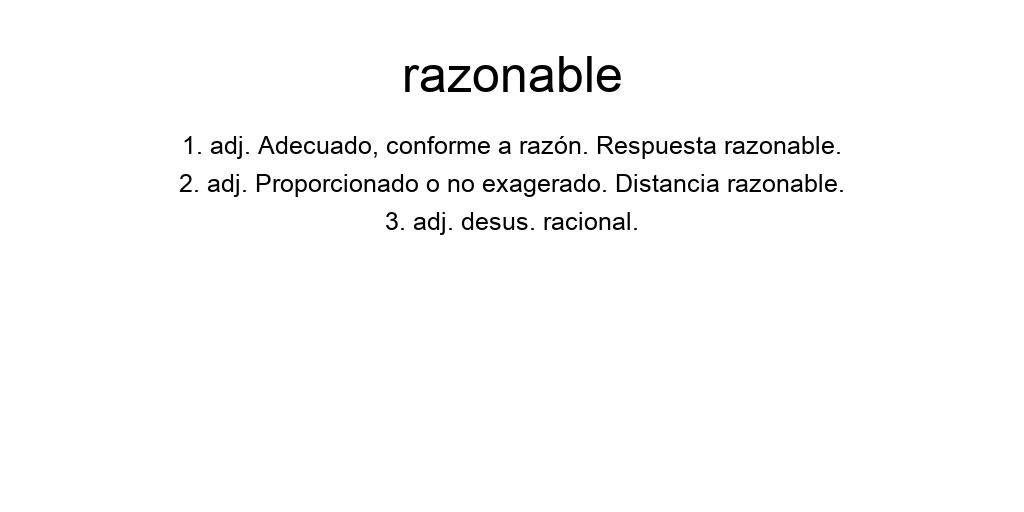 razonable
1. adj. Adecuado, conforme a razón. Respuesta razonable.
2. adj. Proporcionado o no exagerado. Distancia razonable.
3. adj. desus. racional.